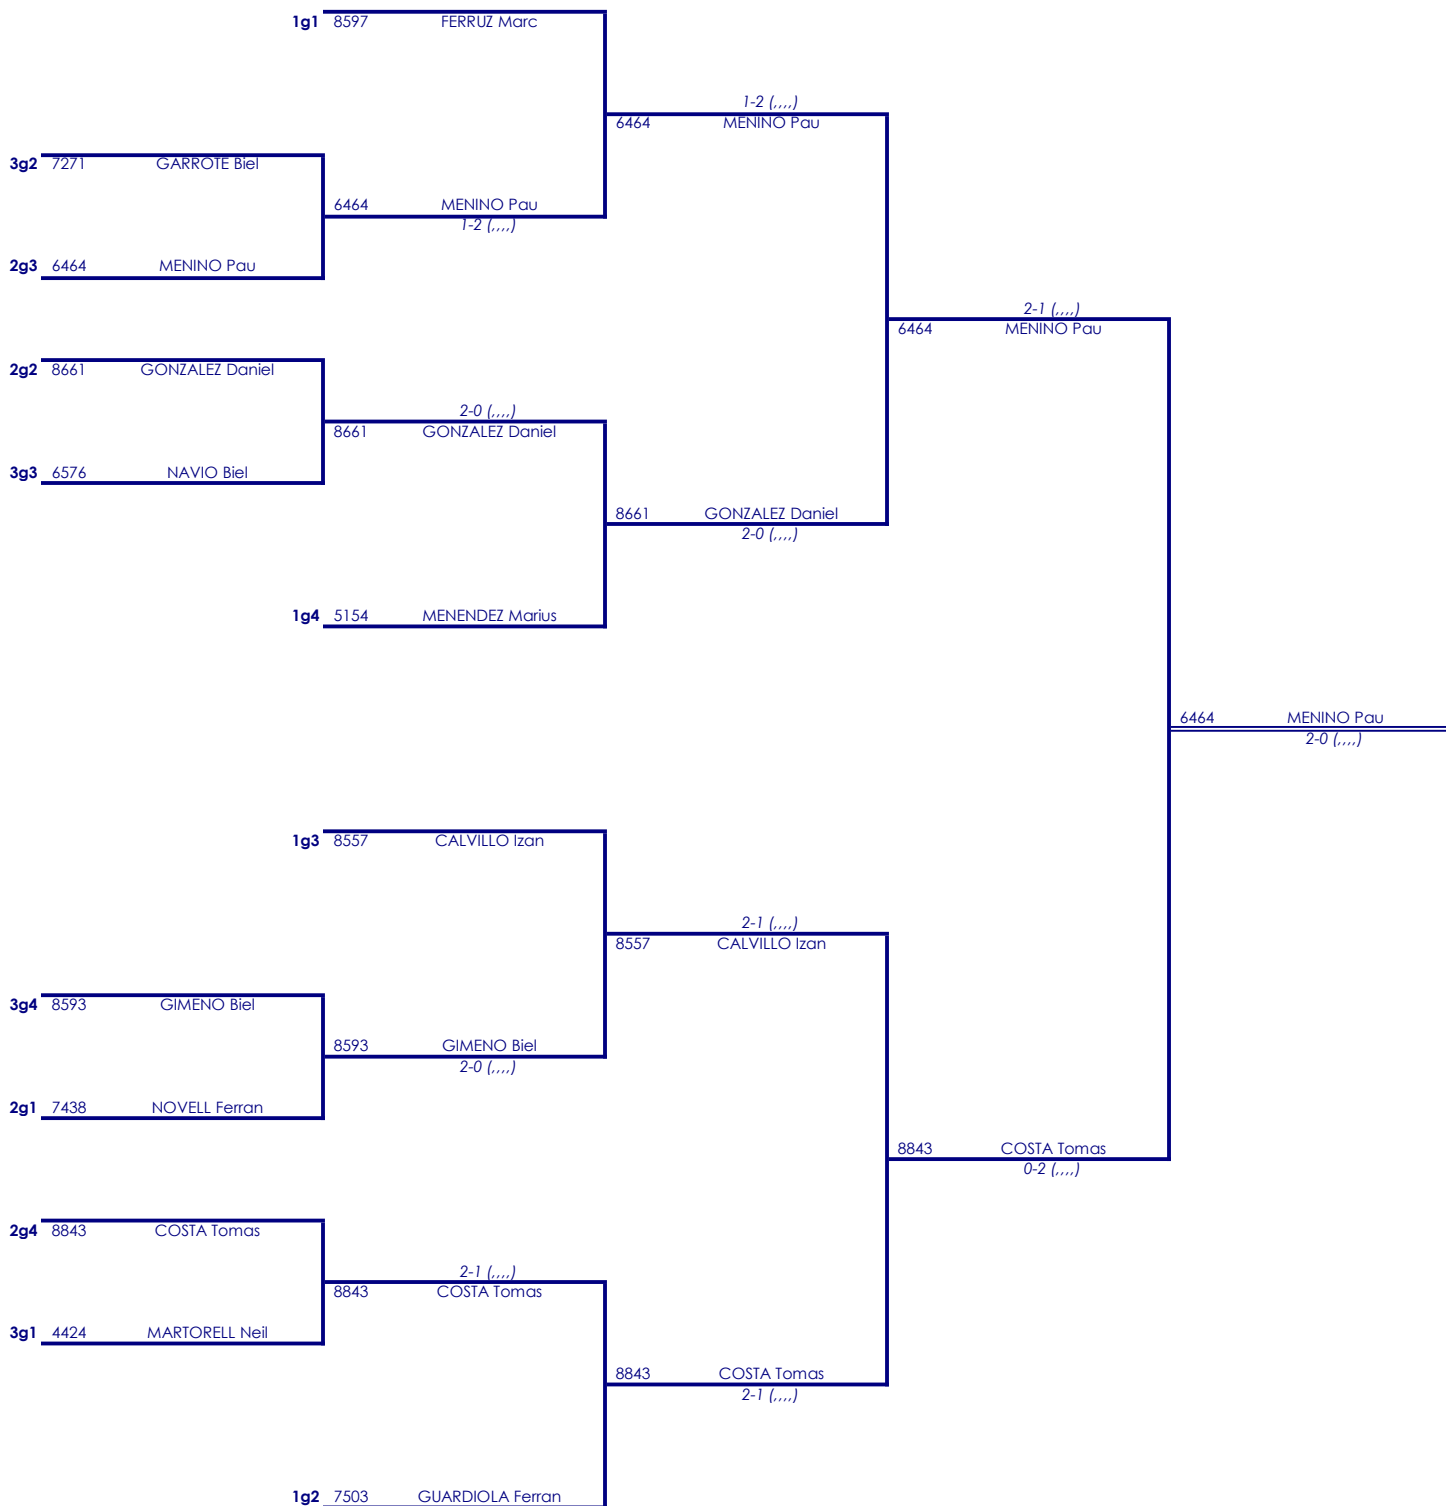 1g1 8597 FERRUZ Marc
1-2 (,,,,)
6464 MENINO Pau
3g2 7271 GARROTE Biel
6464 MENINO Pau
1-2 (,,,,)
2g3 6464 MENINO Pau
2-1 (,,,,)
6464 MENINO Pau
2g2 8661 GONZALEZ Daniel
2-0 (,,,,)
8661 GONZALEZ Daniel
3g3 6576 NAVIO Biel
8661 GONZALEZ Daniel
2-0 (,,,,)
1g4 5154 MENENDEZ Marius
6464 MENINO Pau
2-0 (,,,,)
1g3 8557 CALVILLO Izan
2-1 (,,,,)
8557 CALVILLO Izan
3g4 8593 GIMENO Biel
8593 GIMENO Biel
2-0 (,,,,)
2g1 7438 NOVELL Ferran
8843 COSTA Tomas
0-2 (,,,,)
2g4 8843 COSTA Tomas
2-1 (,,,,)
8843 COSTA Tomas
3g1 4424 MARTORELL Neil
8843 COSTA Tomas
2-1 (,,,,)
1g2 7503 GUARDIOLA Ferran